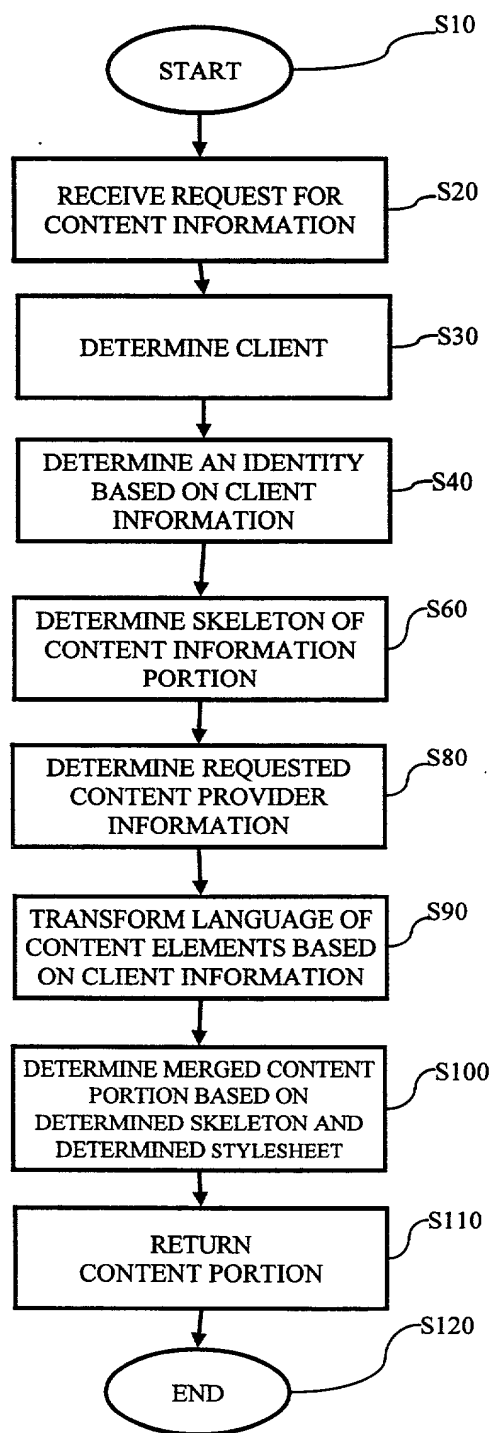 S10
START
S20
RECEIVE REQUEST FOR
CONTENT INFORMATION
S30
DETERMINE CLIENT
DETERMINE AN IDENTITY
BASED ON CLIENT
INFORMATION
S40
DETERMINE SKELETON OF
CONTENT INFORMATION
PORTION
S60
DETERMINE REQUESTED
CONTENT PROVIDER
INFORMATION
S80
TRANSFORM LANGUAGE OF
CONTENT ELEMENTS BASED
ON CLIENT INFORMATION
S90
DETERMINE MERGED CONTENT
PORTION BASED ON
DETERMINED SKELETON AND
DETERMINED STYLESHEET
S100
RETURN
CONTENT PORTION
S110
S120
END